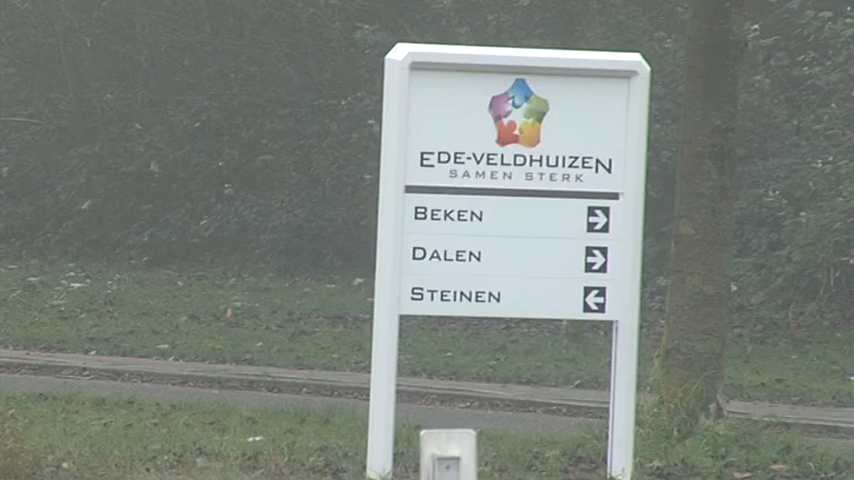 EDE-VELDHUIZEN
SAMEN STERK
BEKEN
DALEN
STEINEN